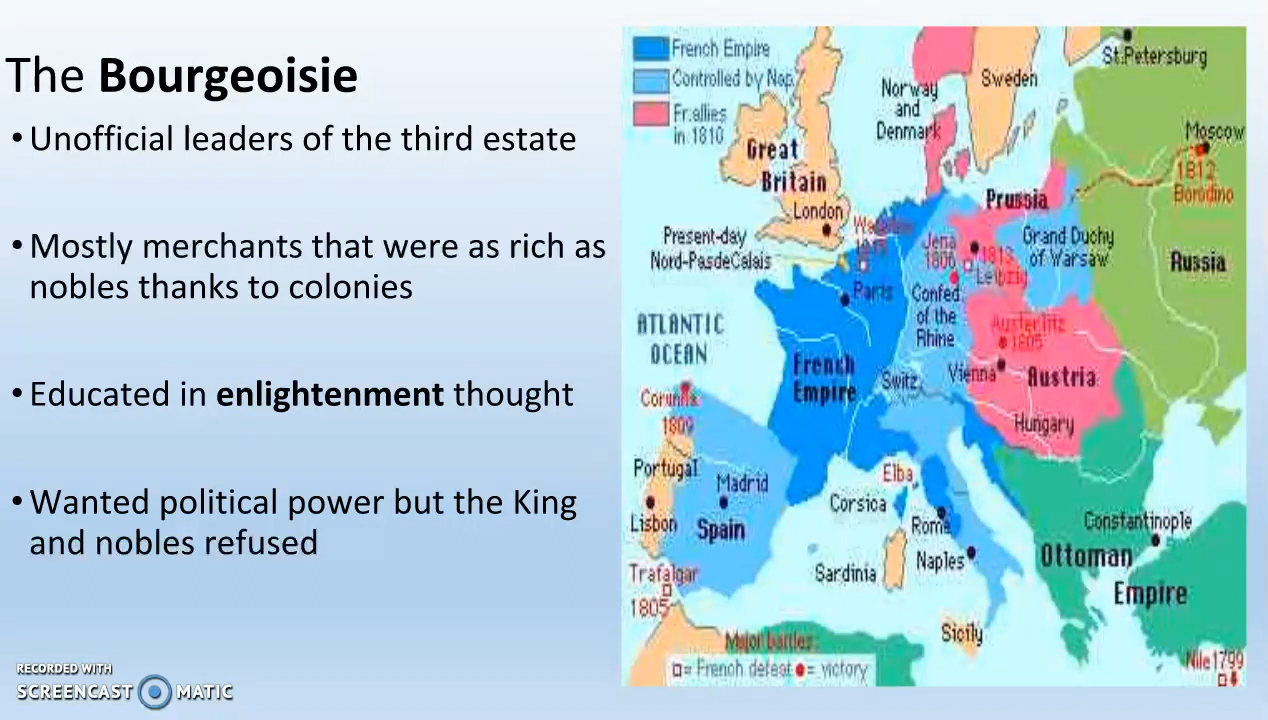 The Bourgeoisie
•Unofficial leaders of the third estate
•Mostly merchants that were as rich as
nobles thanks to colonies
•Educated in enlightenment thought
•Wanted political power but the King
and nobles refused
RECORDED WITH
SCREENCAST MATIC
French Empire
Controlled by Nap.
Fr. allies
in 1810
St.Petersburg
Sweden
Norway
and
Denmark
Moscow
1812
Borodino
Great
Britain
London
Prussia
Waterloo
1815
Present-day
Nord-PasdeCalais
Jena
1806
1813
Leipzig
Grand Duchy
of Warsaw
Russia
Paris
Confed.
of the
Rhine
ATLANTIC
OCEAN
Austerlitz
1805
French
Empire
Switz.
Vienna
Austria
Corunna
1809
Hungary
Portugal
Madrid
Elba
Corsica
Lisbon
Spain
Rome
Constantinople
Naples
Ottoman
Empire
Sardinia
Trafalgar
1805
Sicily
Major battles:
= French defeat = victory
Nile1799